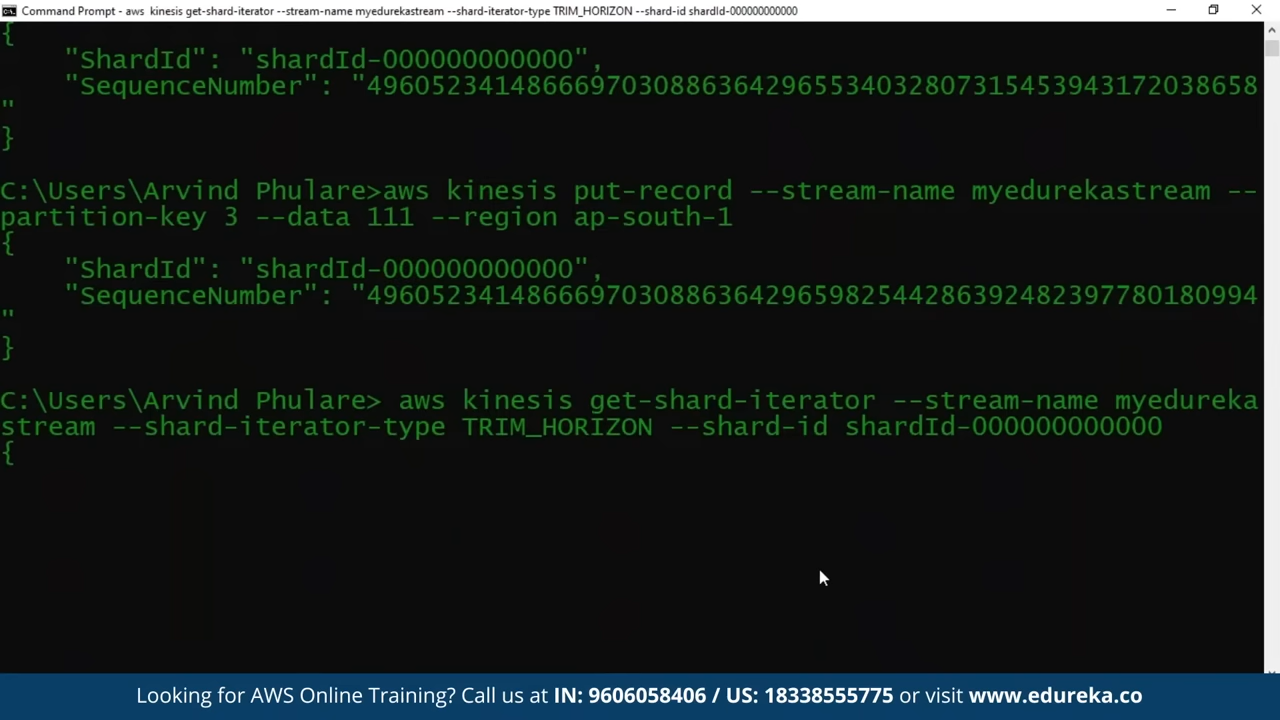 Command Prompt - aws  kinesis get-shard-iterator --stream-name myedurekastream --shard-iterator-type TRIM_HORIZON --shard-id shardId-000000000000
{
    "ShardId": "shardId-000000000000",
    "SequenceNumber": "49605234148666970308863642965534032807315453943172038658
"
}
C:\Users\Arvind Phulare>aws kinesis put-record --stream-name myedurekastream --
partition-key 3 --data 111 --region ap-south-1
{
    "ShardId": "shardId-000000000000",
    "SequenceNumber": "49605234148666970308863642965982544286392482397780180994
"
}
C:\Users\Arvind Phulare> aws kinesis get-shard-iterator --stream-name myedureka
stream --shard-iterator-type TRIM_HORIZON --shard-id shardId-000000000000
{
Looking for AWS Online Training? Call us at IN: 9606058406 / US: 18338555775 or visit www.edureka.co